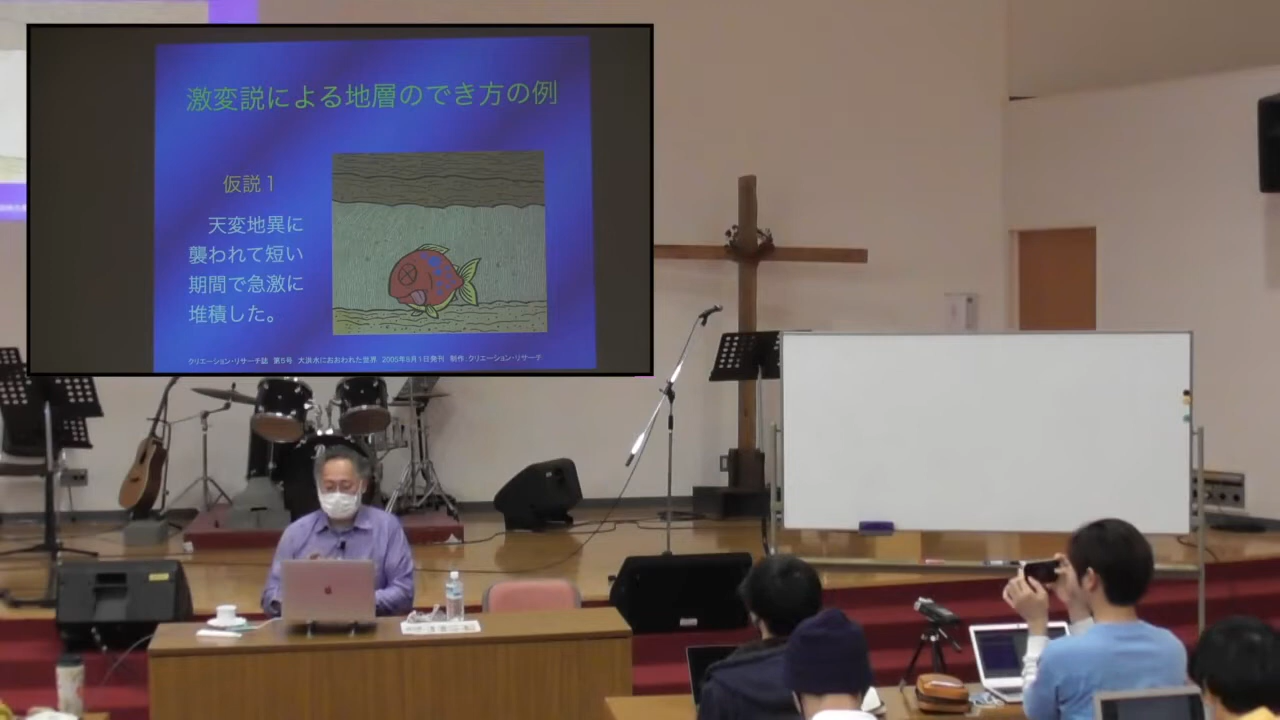 激変説による地層のでき方の例
仮説1
天変地異に
襲われて短い
期間で急激に
堆積した。
クリエーション・リサーチ誌 第5号 大洪水におおわれた世界 2005年9月1日発刊 制作:クリエーション・リサーチ